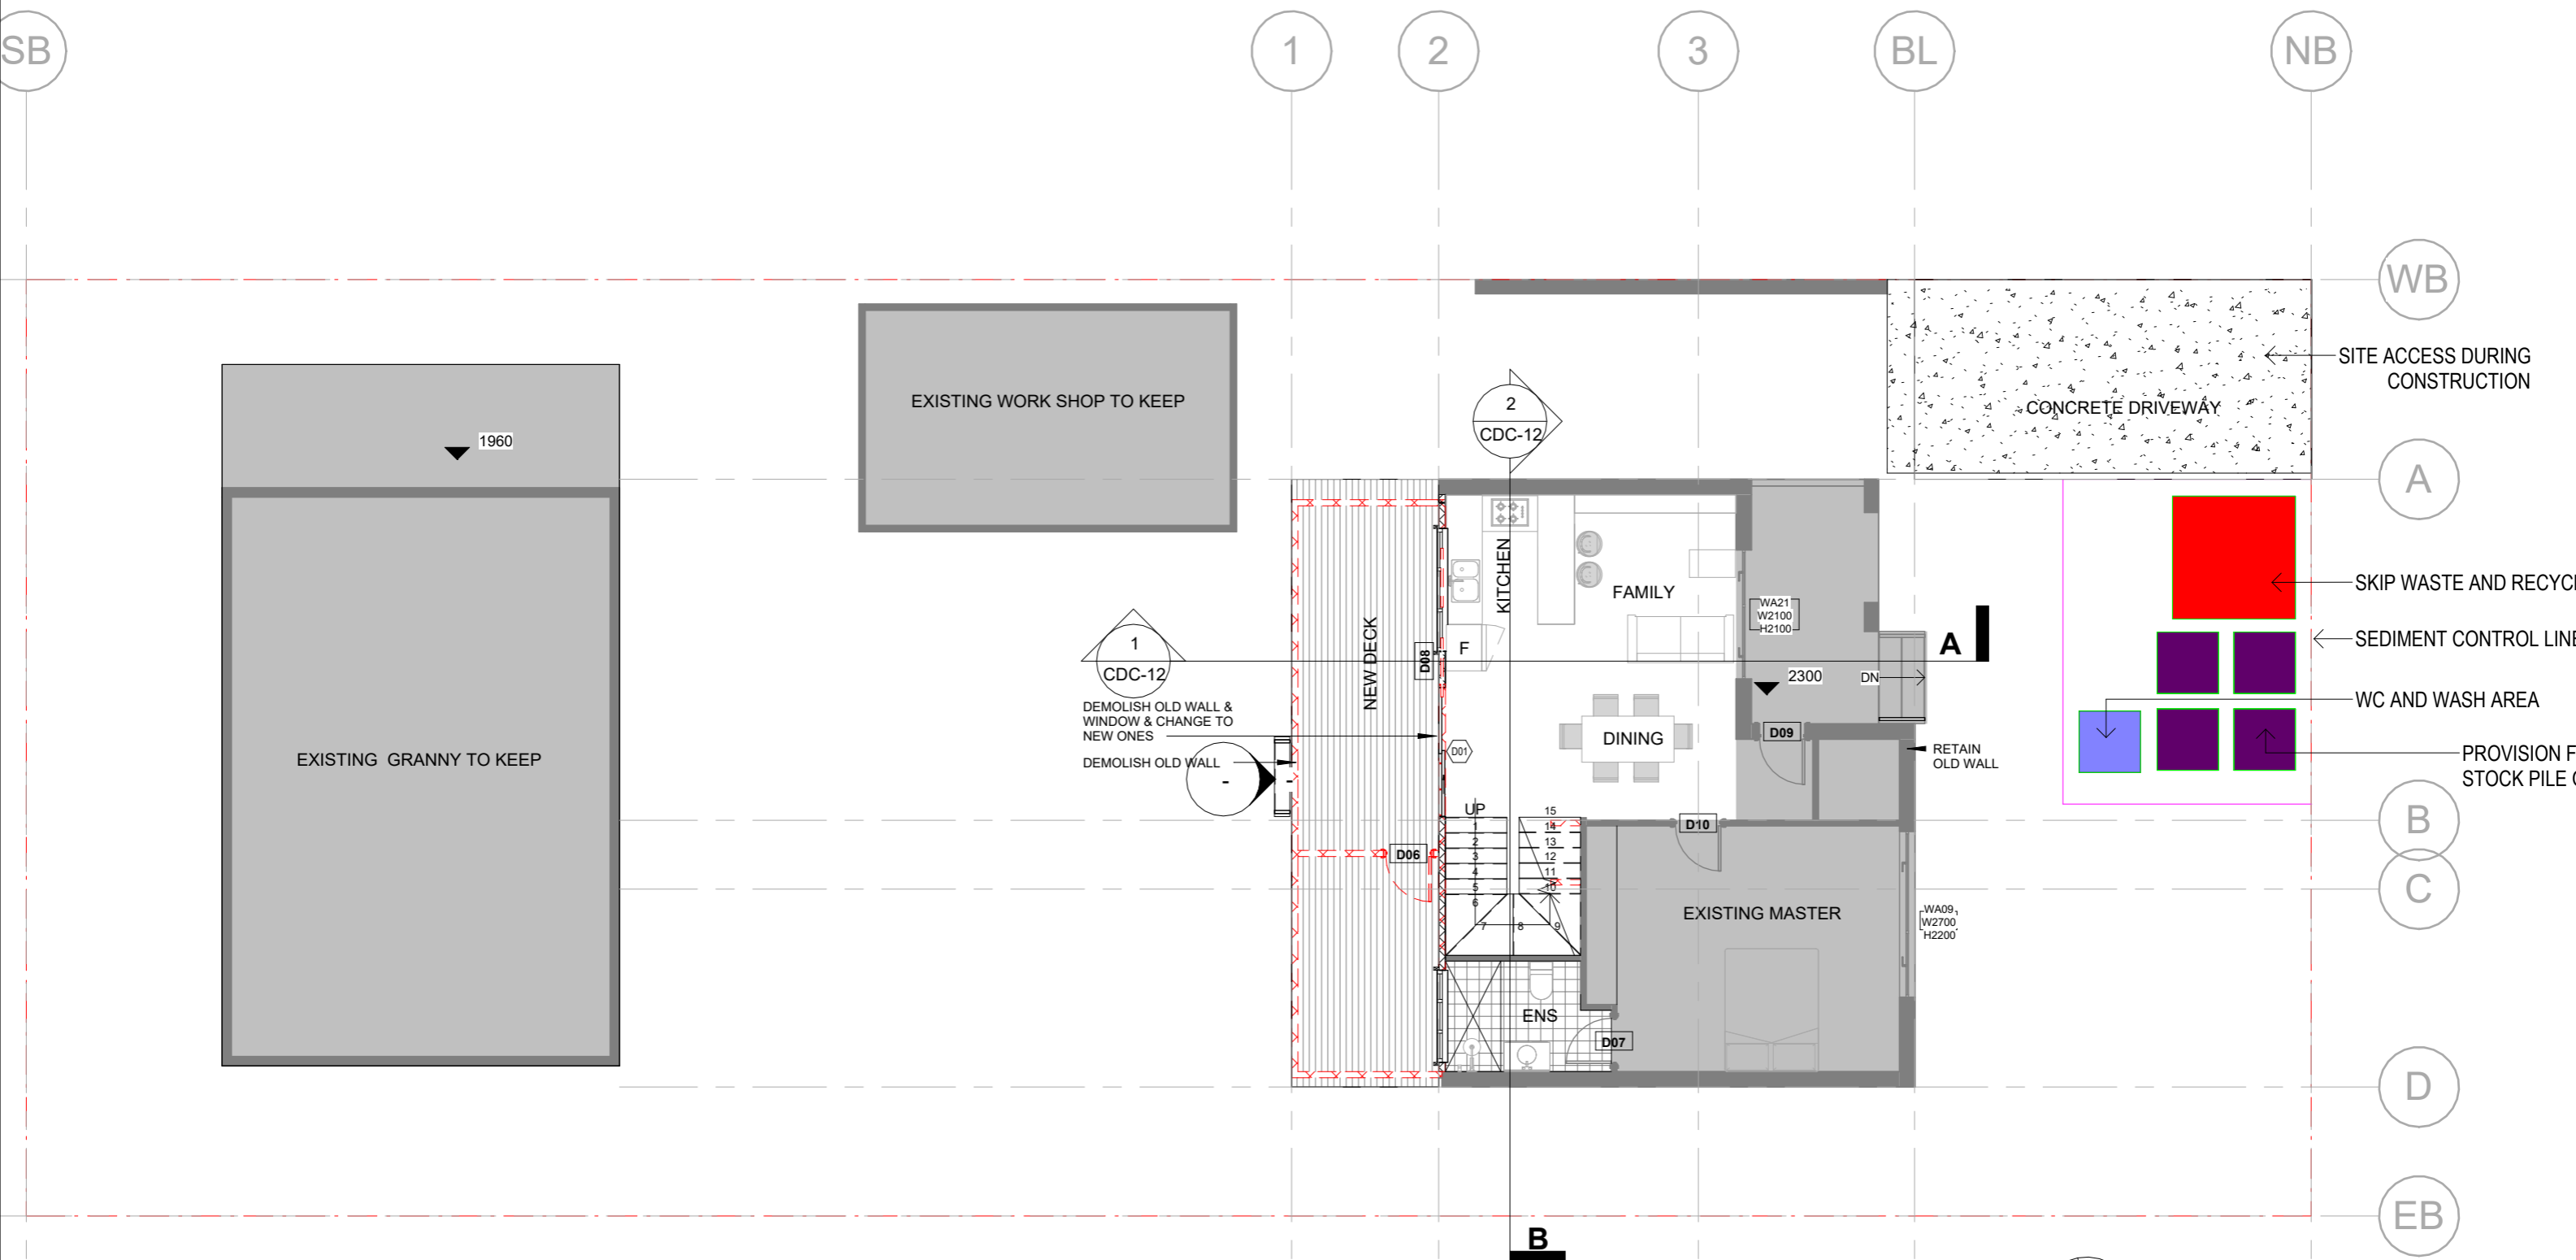 SB
1
2
3
BL
NB
WB
SITE ACCESS DURING
CONSTRUCTION
CONCRETE DRIVEWAY
EXISTING WORK SHOP TO KEEP
2
CDC-12
1960
A
KITCHEN
FAMILY
WA21
W2100
H2100
SKIP WASTE AND RECYCL
NEW DECK
1
CDC-12
D08
F
A
SEDIMENT CONTROL LINE
2300
DN
WC AND WASH AREA
DEMOLISH OLD WALL &
WINDOW & CHANGE TO
NEW ONES
DEMOLISH OLD WALL
-
D01
DINING
D09
RETAIN
OLD WALL
PROVISION F
STOCK PILE
EXISTING GRANNY TO KEEP
UP
1
2
3
4
5
6
7
8
9
10
11
12
13
14
15
D10
B
D06
C
EXISTING MASTER
WA09
W2700
H2200
ENS
D07
D
EB
B